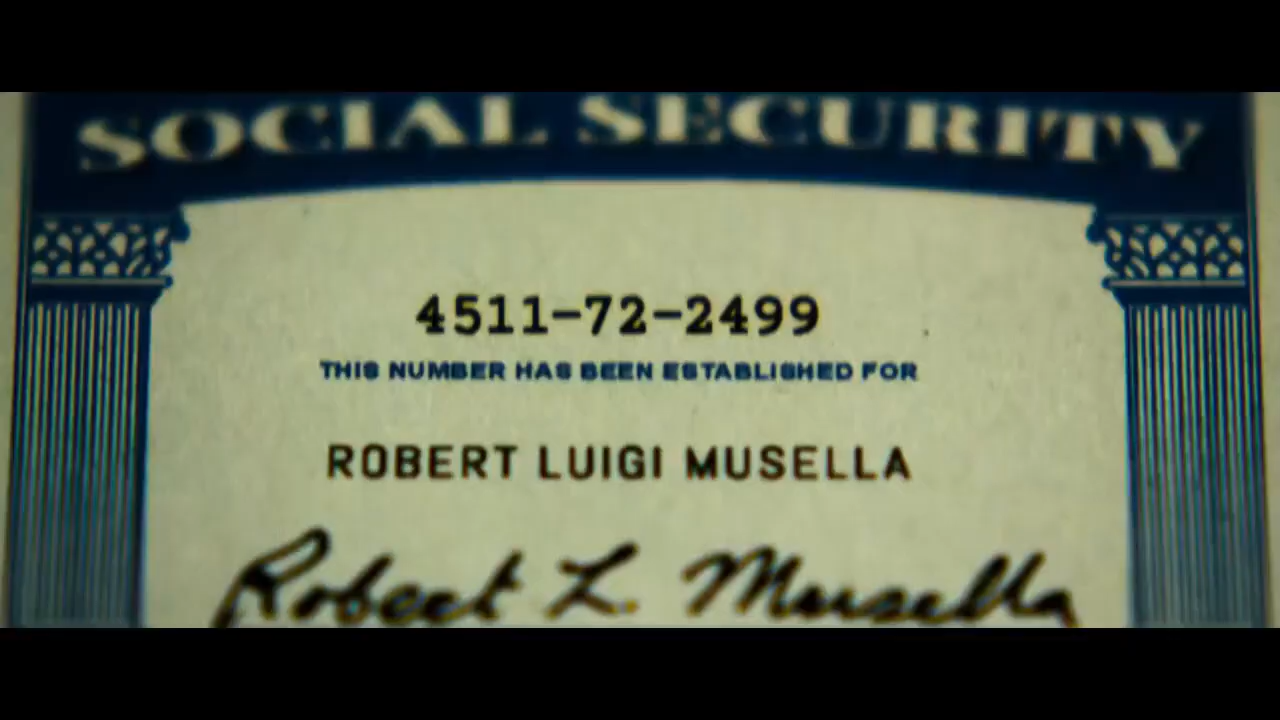 SOCIAL SECURITY
4511-72-2499
THIS NUMBER HAS BEEN ESTABLISHED FOR
ROBERT LUIGI MUSELLA
Robert L. Musella